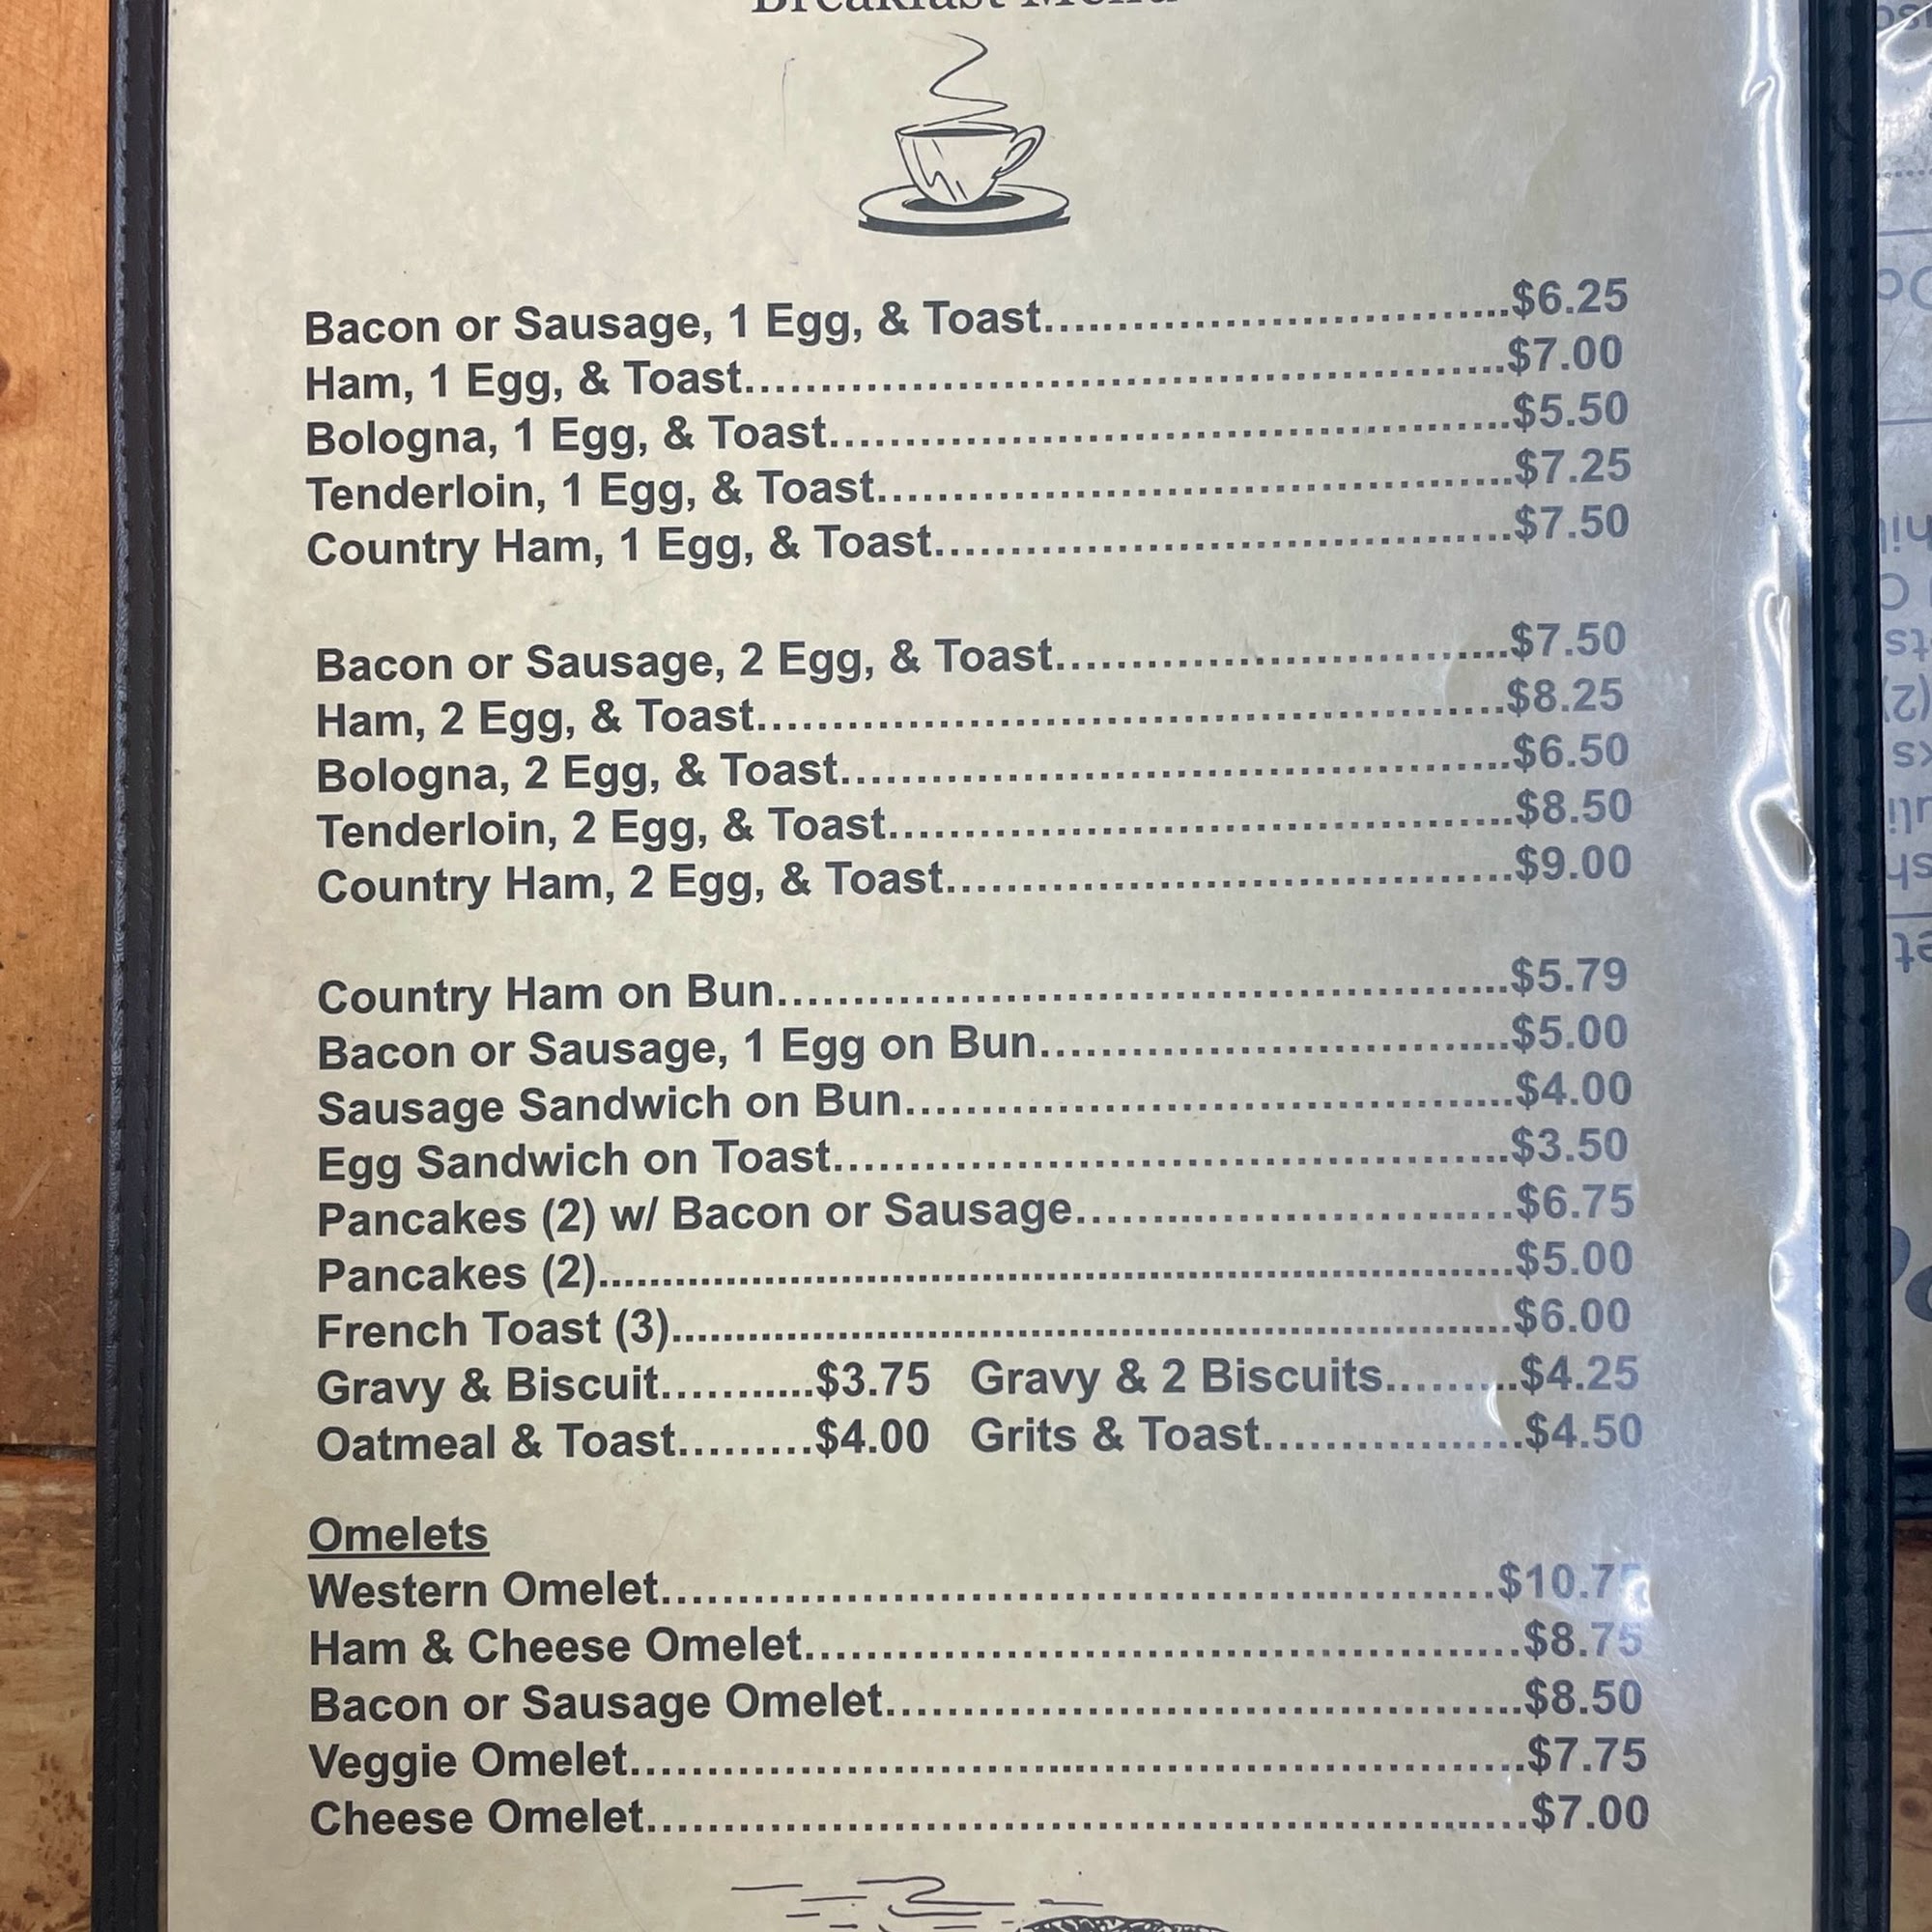 Breakfast Menu
Bacon or Sausage, 1 Egg, & Toast..............................$6.25
Ham, 1 Egg, & Toast..............................$7.00
Bologna, 1 Egg, & Toast..............................$5.50
Tenderloin, 1 Egg, & Toast..............................$7.25
Country Ham, 1 Egg, & Toast..............................$7.50
Bacon or Sausage, 2 Egg, & Toast..............................$7.50
Ham, 2 Egg, & Toast..............................$8.25
Bologna, 2 Egg, & Toast..............................$6.50
Tenderloin, 2 Egg, & Toast..............................$8.50
Country Ham, 2 Egg, & Toast..............................$9.00
Country Ham on Bun..............................$5.79
Bacon or Sausage, 1 Egg on Bun..............................$5.00
Sausage Sandwich on Bun..............................$4.00
Egg Sandwich on Toast..............................$3.50
Pancakes (2) w/ Bacon or Sausage..............................$6.75
Pancakes (2)..............................$5.00
French Toast (3)..............................$6.00
Gravy & Biscuit..........$3.75 Gravy & 2 Biscuits.........$4.25
Oatmeal & Toast.........$4.00 Grits & Toast.................$4.50
Omelets
Western Omelet..............................$10.75
Ham & Cheese Omelet..............................$8.75
Bacon or Sausage Omelet..............................$8.50
Veggie Omelet..............................$7.75
Cheese Omelet..............................$7.00